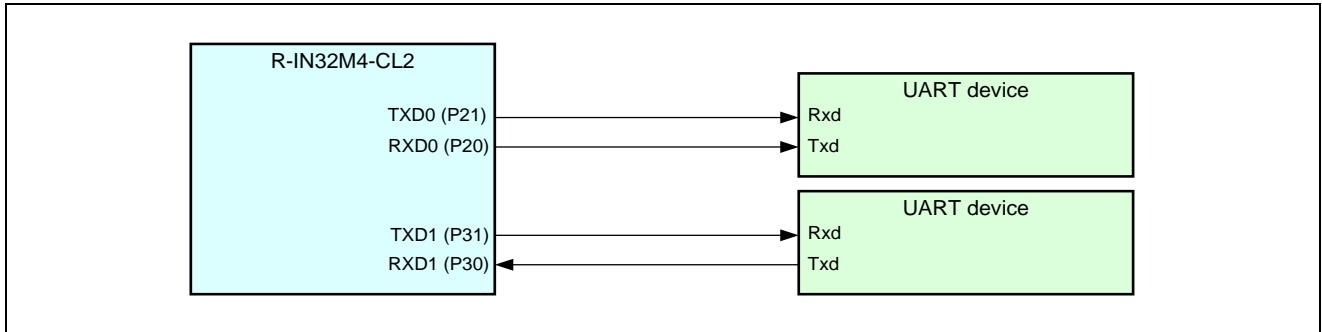 R-IN32M4-CL2
TXD0 (P21)
RXD0 (P20)
TXD1 (P31)
RXD1 (P30)
UART device
Rxd
Txd
UART device
Rxd
Txd